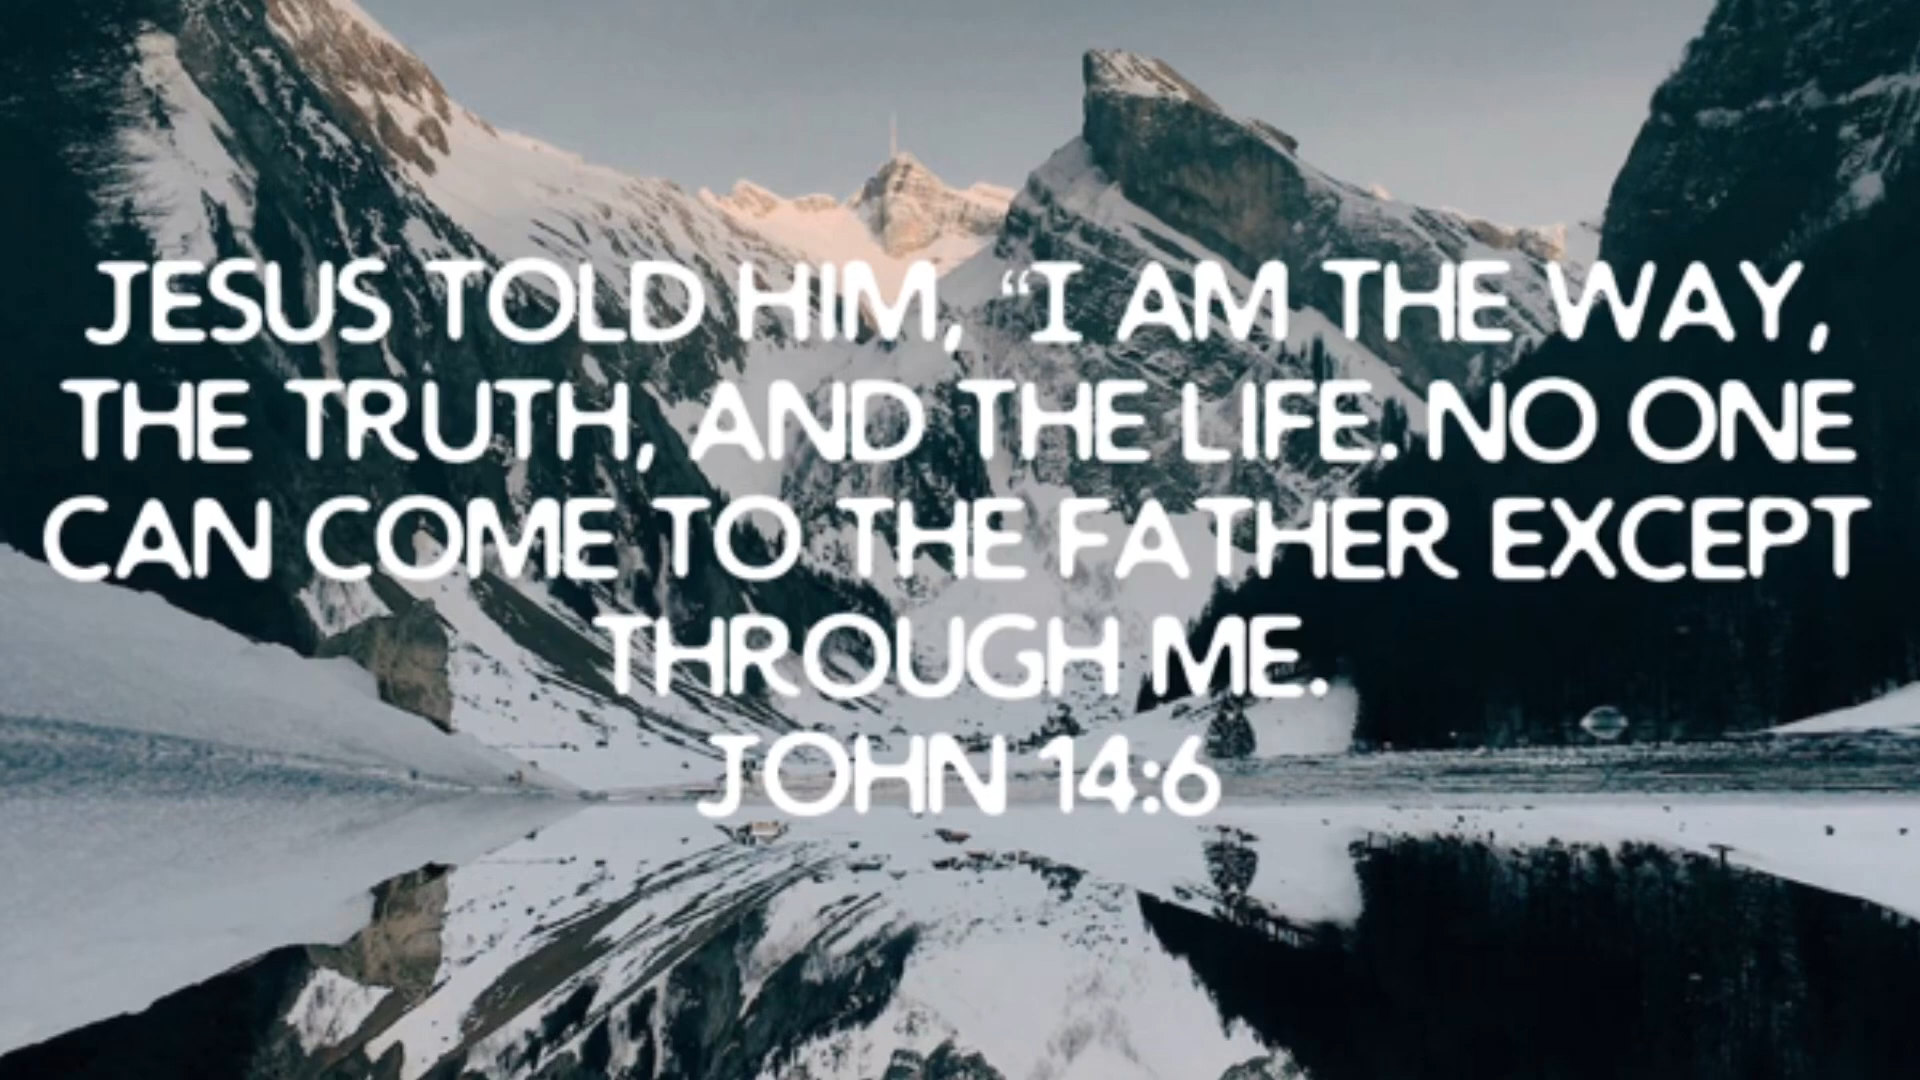 JESUS TOLD HIM, “I AM THE WAY,
THE TRUTH, AND THE LIFE. NO ONE
CAN COME TO THE FATHER EXCEPT
THROUGH ME.
JOHN 14:6